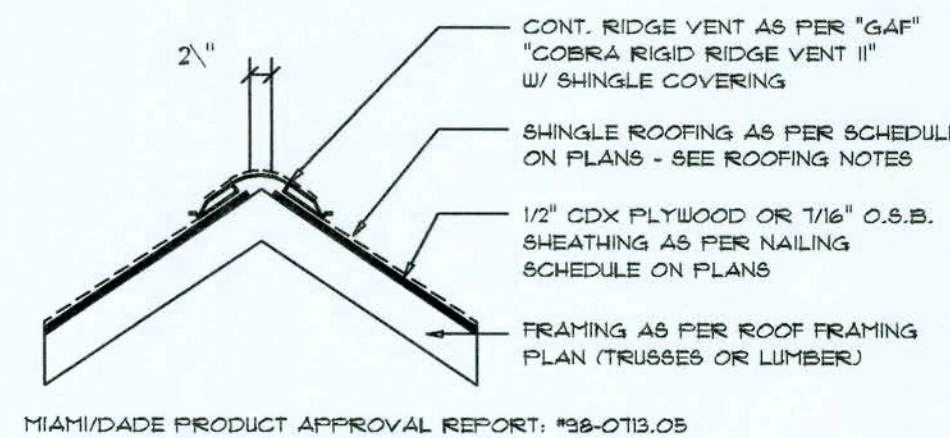 2\"
CONT. RIDGE VENT AS PER "GAF"
"COBRA RIGID RIDGE VENT II"
W/ SHINGLE COVERING
SHINGLE ROOFING AS PER SCHEDULE
ON PLANS - SEE ROOFING NOTES
1/2" CDX PLYWOOD OR 7/16" O.S.B.
SHEATHING AS PER NAILING
SCHEDULE ON PLANS
FRAMING AS PER ROOF FRAMING
PLAN (TRUSSES OR LUMBER)
MIAMI/DADE PRODUCT APPROVAL REPORT: #98-0713.05